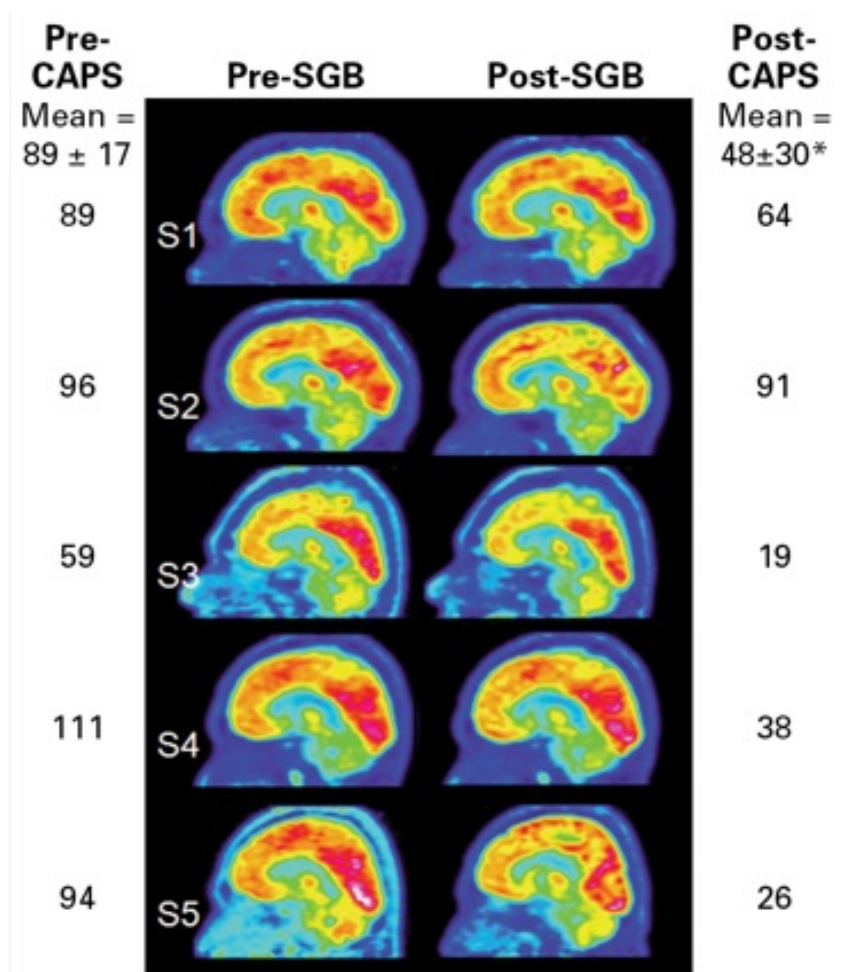 Pre-
CAPS
Mean =
89 ± 17
Pre-SGB
Post-SGB
Post-
CAPS
Mean =
48±30*
89
S1
64
96
S2
91
59
S3
19
111
S4
38
94
S5
26